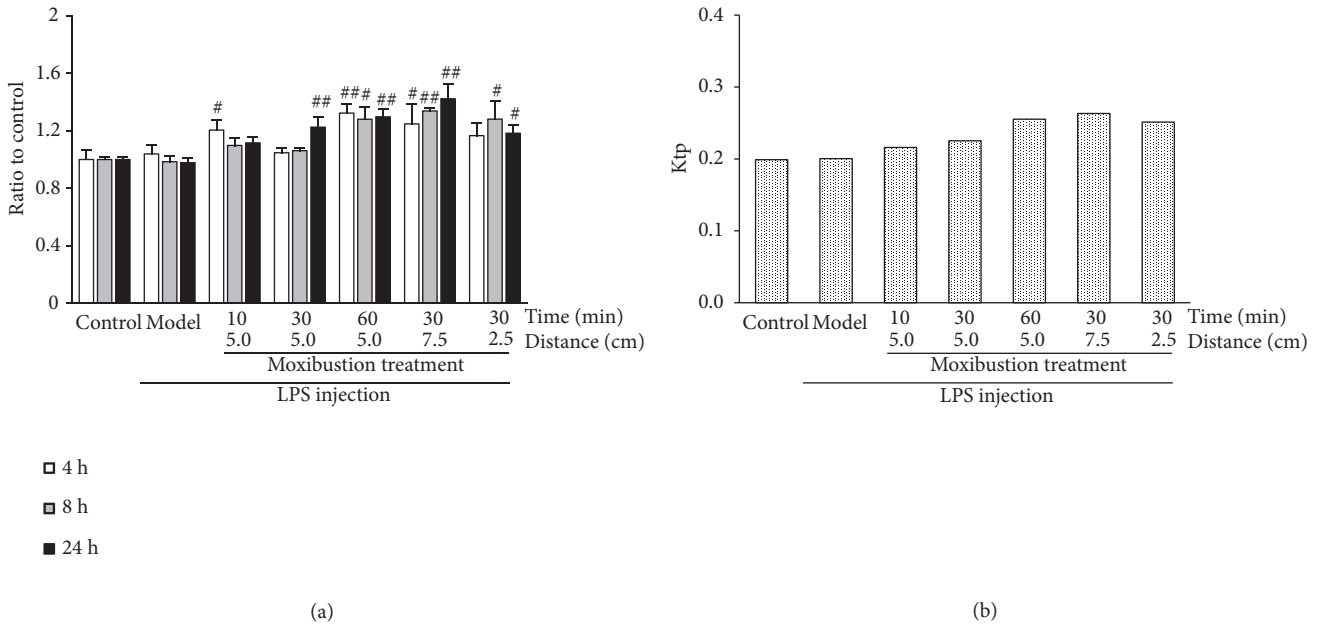 2
1.6
1.2
0.8
0.4
0
Ratio to control
# ## ## # ## # ## ## # #
Control Model 10 30 60 30 30 Time (min)
5.0 5.0 5.0 7.5 2.5 Distance (cm)
Moxibustion treatment
LPS injection
4 h
8 h
24 h
(a)
0.4
0.3
0.2
0.1
0.0
Ktp
Control Model 10 30 60 30 30 Time (min)
5.0 5.0 5.0 7.5 2.5 Distance (cm)
Moxibustion treatment
LPS injection
(b)